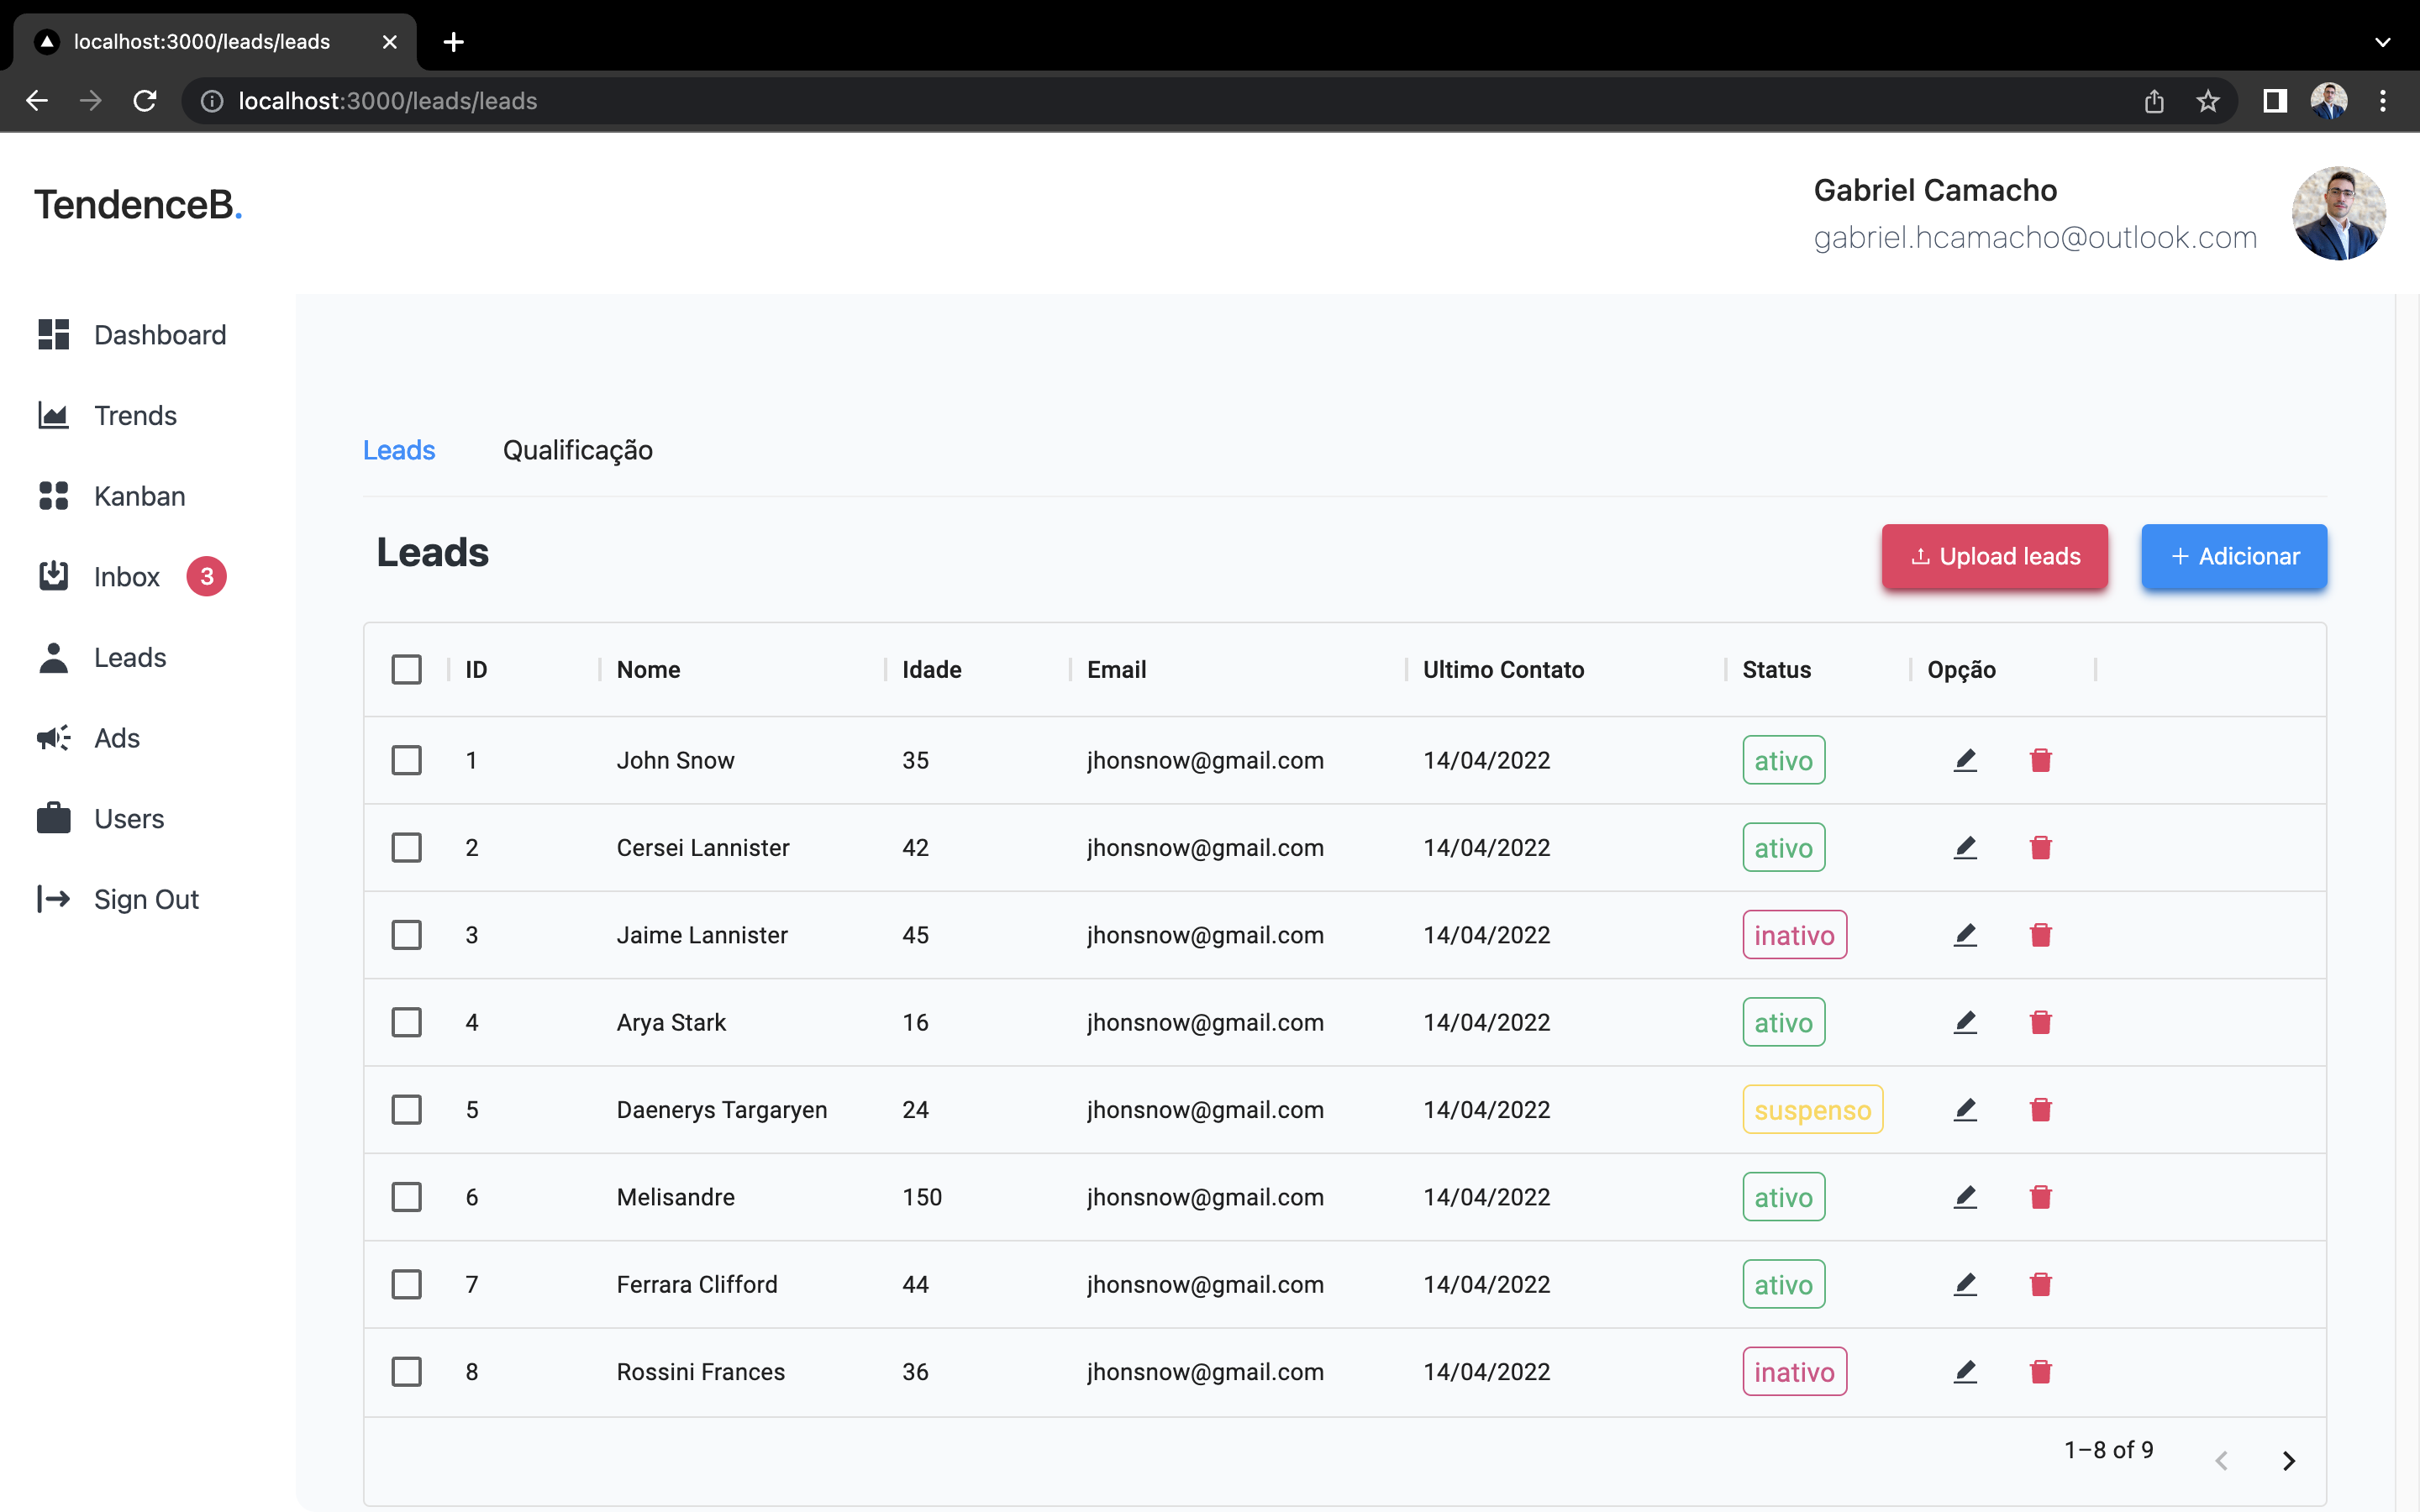 localhost:3000/leads/leads
localhost:3000/leads/leads
TendenceB.
Gabriel Camacho
gabriel.hcamacho@outlook.com
Dashboard
Trends
Kanban
Inbox 3
Leads
Ads
Users
Sign Out
Leads Qualificação
Leads
Upload leads
+ Adicionar
ID Nome Idade Email Ultimo Contato Status Opção
1 John Snow 35 jhonsnow@gmail.com 14/04/2022 ativo
2 Cersei Lannister 42 jhonsnow@gmail.com 14/04/2022 ativo
3 Jaime Lannister 45 jhonsnow@gmail.com 14/04/2022 inativo
4 Arya Stark 16 jhonsnow@gmail.com 14/04/2022 ativo
5 Daenerys Targaryen 24 jhonsnow@gmail.com 14/04/2022 suspenso
6 Melisandre 150 jhonsnow@gmail.com 14/04/2022 ativo
7 Ferrara Clifford 44 jhonsnow@gmail.com 14/04/2022 ativo
8 Rossini Frances 36 jhonsnow@gmail.com 14/04/2022 inativo
1–8 of 9